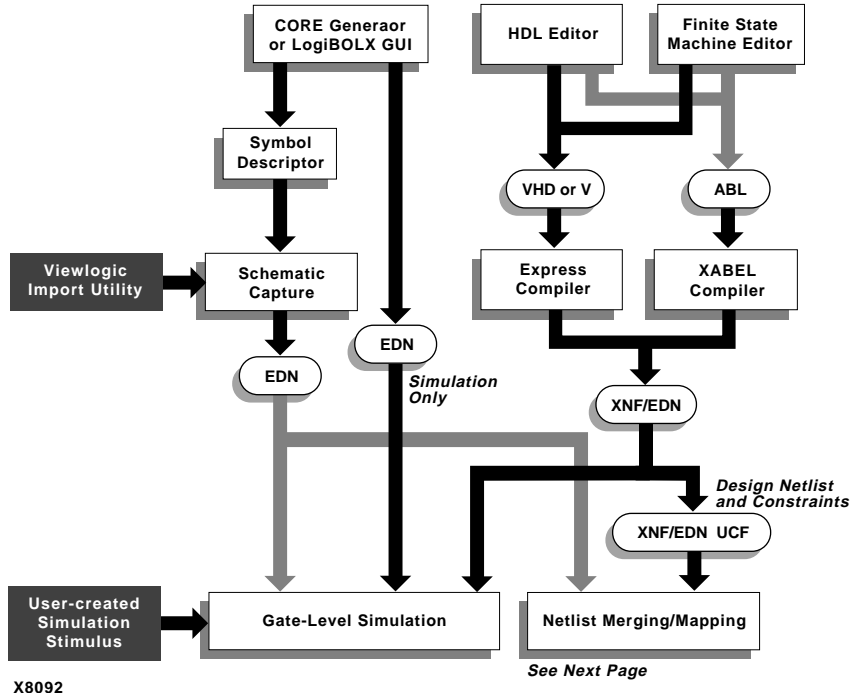 CORE Generaor
or LogiBOLX GUI
HDL Editor
Finite State
Machine Editor
Symbol
Descriptor
VHD or V
ABL
Viewlogic
Import Utility
Schematic
Capture
Express
Compiler
XABEL
Compiler
EDN
EDN
Simulation
Only
XNF/EDN
Design Netlist
and Constraints
XNF/EDN UCF
User-created
Simulation
Stimulus
Gate-Level Simulation
Netlist Merging/Mapping
See Next Page
X8092